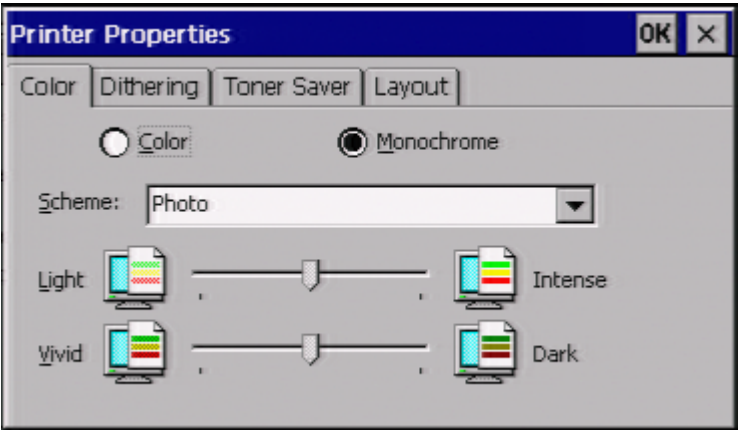 Printer Properties OK ×
Color Dithering Toner Saver Layout
Color Monochrome
Scheme: Photo
Light Intense
Vivid Dark